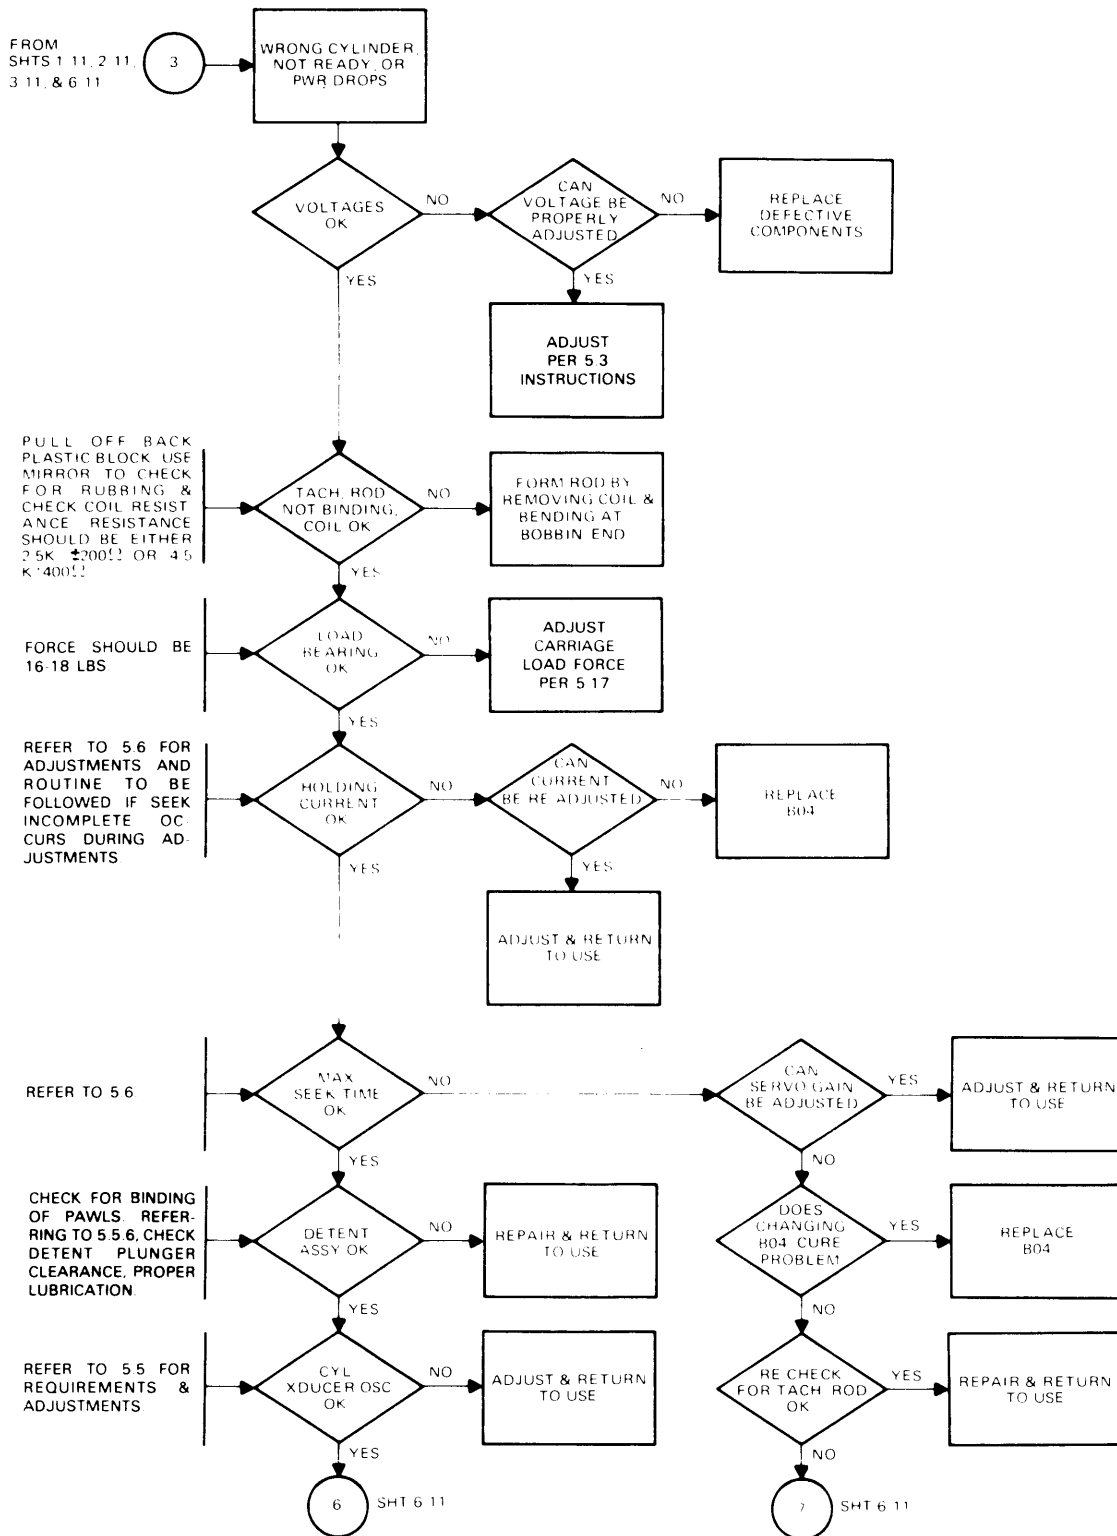 FROM
SHTS 1 11, 2 11,
3 11, & 6 11
3
WRONG CYLINDER,
NOT READY, OR
PWR DROPS
VOLTAGES
OK
NO
CAN
VOLTAGE BE
PROPERLY
ADJUSTED
NO
REPLACE
DEFECTIVE
COMPONENTS
YES
YES
ADJUST
PER 5.3
INSTRUCTIONS
PULL OFF BACK
PLASTIC BLOCK USE
MIRROR TO CHECK
FOR RUBBING &
CHECK COIL RESIST
ANCE RESISTANCE
SHOULD BE EITHER
2.5K ±200Ω OR 4.5
K 400Ω
TACH, ROD
NOT BINDING,
COIL OK
NO
FORM ROD BY
REMOVING COIL &
BENDING AT
BOBBIN END
YES
FORCE SHOULD BE
16-18 LBS
LOAD
BEARING
OK
NO
ADJUST
CARRIAGE
LOAD FORCE
PER 5 17
YES
REFER TO 5.6 FOR
ADJUSTMENTS AND
ROUTINE TO BE
FOLLOWED IF SEEK
INCOMPLETE OC-
CURS DURING AD-
JUSTMENTS
HOLDING
CURRENT
OK
NO
CAN
CURRENT
BE RE ADJUSTED
NO
REPLACE
B04
YES
YES
ADJUST & RETURN
TO USE
REFER TO 5 6
MAX
SEEK TIME
OK
NO
CAN
SERVO GAIN
BE ADJUSTED
YES
ADJUST & RETURN
TO USE
YES
NO
CHECK FOR BINDING
OF PAWLS. REFER-
RING TO 5.5.6, CHECK
DETENT PLUNGER
CLEARANCE, PROPER
LUBRICATION.
DETENT
ASSY OK
NO
REPAIR & RETURN
TO USE
DOES
CHANGING
B04 CURE
PROBLEM
YES
REPLACE
B04
YES
NO
REFER TO 5.5 FOR
REQUIREMENTS &
ADJUSTMENTS
CYL
XDUCER OSC
OK
NO
ADJUST & RETURN
TO USE
RE CHECK
FOR TACH ROD
OK
YES
REPAIR & RETURN
TO USE
YES
NO
6
SHT 6 11
7
SHT 6 11